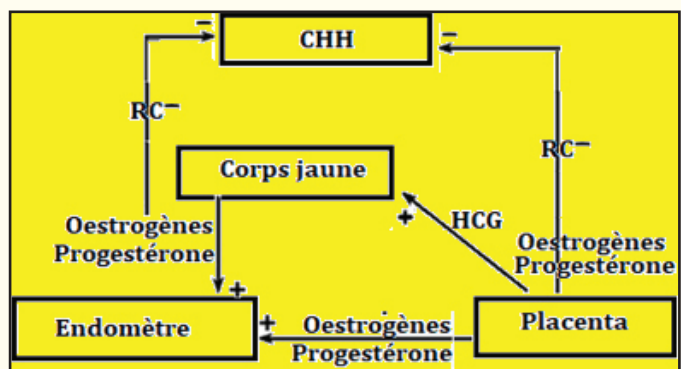 CHH
RC⁻
RC⁻
Corps jaune
HCG
Oestrogènes
Progestérone
Oestrogènes
Progestérone
Endomètre
Oestrogènes
Progestérone
Placenta